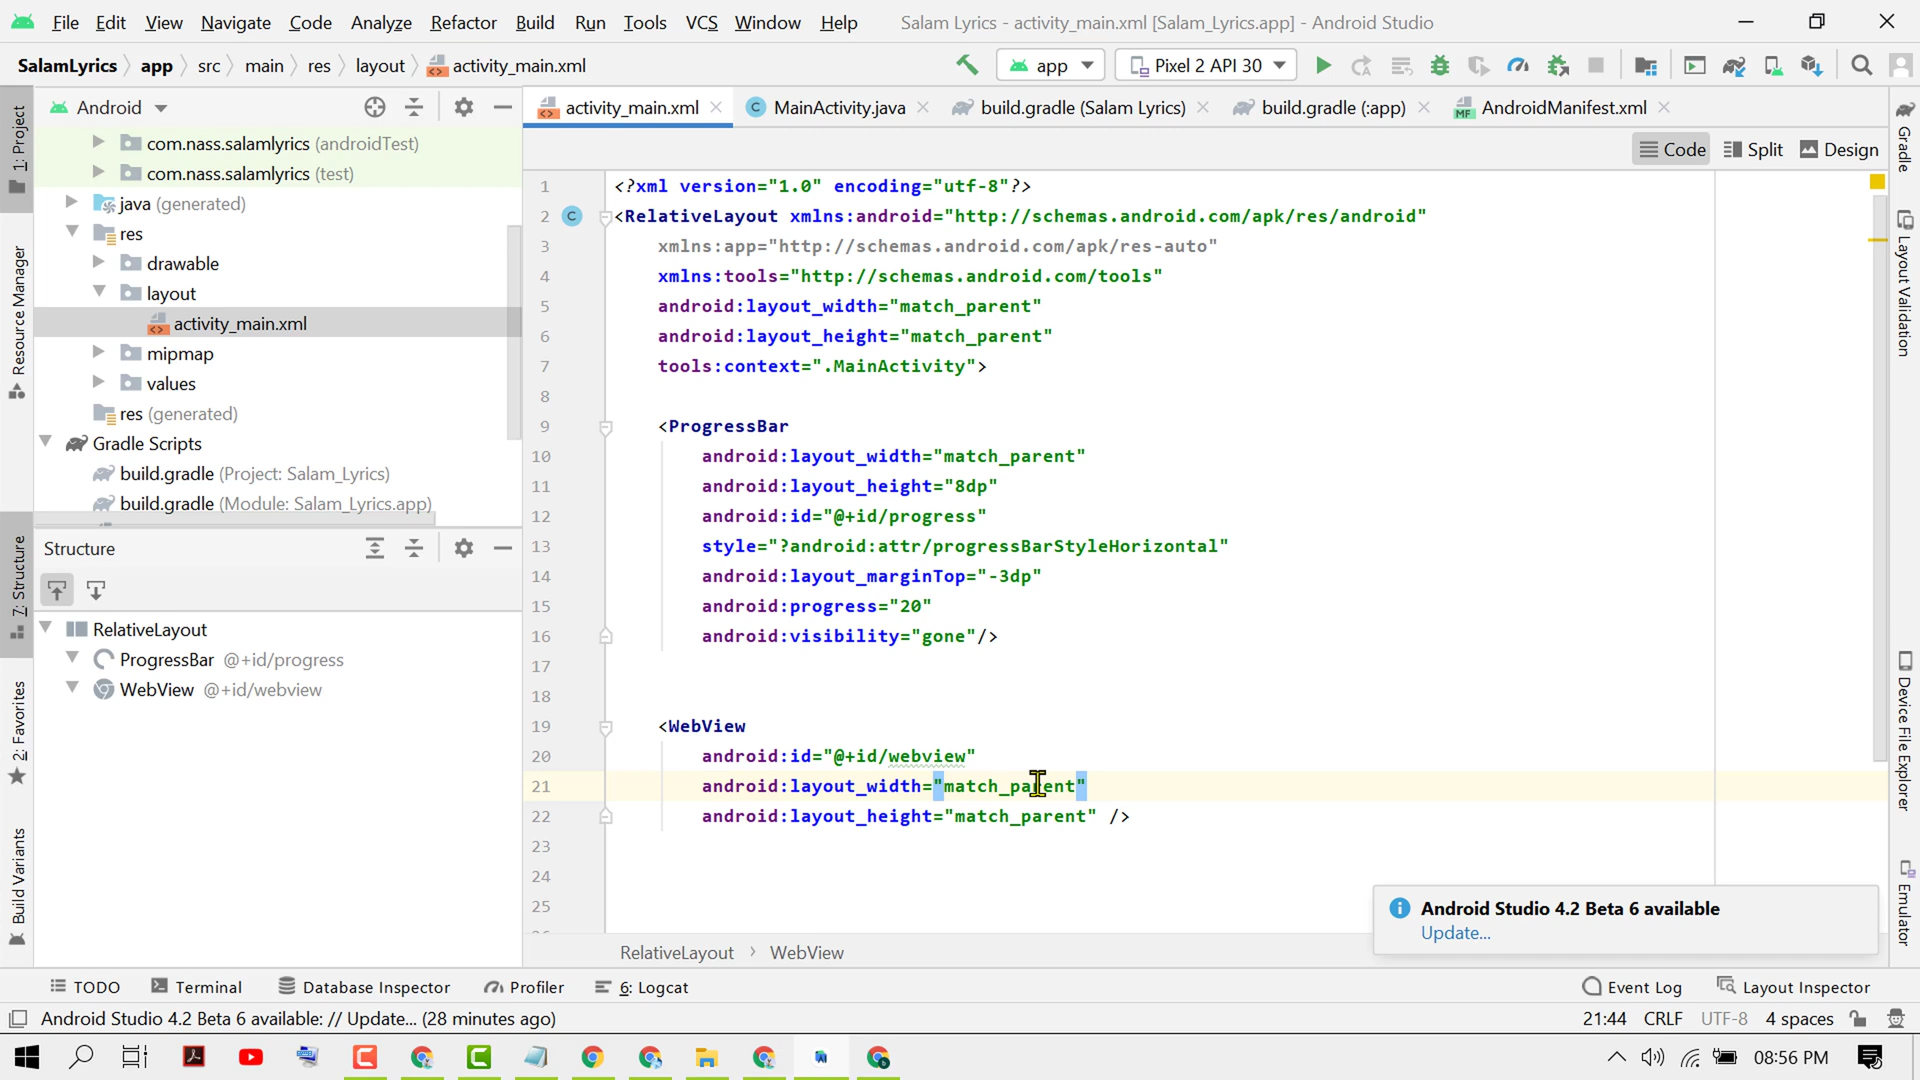 File Edit View Navigate Code Analyze Refactor Build Run Tools VCS Window Help Salam Lyrics - activity_main.xml [Salam_Lyrics.app] - Android Studio
SalamLyrics app src main res layout activity_main.xml app Pixel 2 API 30
Android activity_main.xml MainActivity.java build.gradle (Salam Lyrics) build.gradle (:app) AndroidManifest.xml
Code Split Design
com.nass.salamlyrics (androidTest)
com.nass.salamlyrics (test)
java (generated)
res
drawable
layout
activity_main.xml
mipmap
values
res (generated)
Gradle Scripts
build.gradle (Project: Salam_Lyrics)
build.gradle (Module: Salam_Lyrics.app)
Structure
RelativeLayout
ProgressBar @+id/progress
WebView @+id/webview
1: Project
Resource Manager
7: Structure
2: Favorites
Build Variants
1 <?xml version="1.0" encoding="utf-8"?>
2 <RelativeLayout xmlns:android="http://schemas.android.com/apk/res/android"
3 xmlns:app="http://schemas.android.com/apk/res-auto"
4 xmlns:tools="http://schemas.android.com/tools"
5 android:layout_width="match_parent"
6 android:layout_height="match_parent"
7 tools:context=".MainActivity">
8
9 <ProgressBar
10 android:layout_width="match_parent"
11 android:layout_height="8dp"
12 android:id="@+id/progress"
13 style="?android:attr/progressBarStyleHorizontal"
14 android:layout_marginTop="-3dp"
15 android:progress="20"
16 android:visibility="gone"/>
17
18
19 <WebView
20 android:id="@+id/webview"
21 android:layout_width="match_parent"
22 android:layout_height="match_parent" />
23
24
25
RelativeLayout WebView
Gradle
Layout Validation
Device File Explorer
Emulator
Android Studio 4.2 Beta 6 available
Update...
TODO Terminal Database Inspector Profiler 6: Logcat Event Log Layout Inspector
Android Studio 4.2 Beta 6 available: // Update... (28 minutes ago) 21:44 CRLF UTF-8 4 spaces
08:56 PM